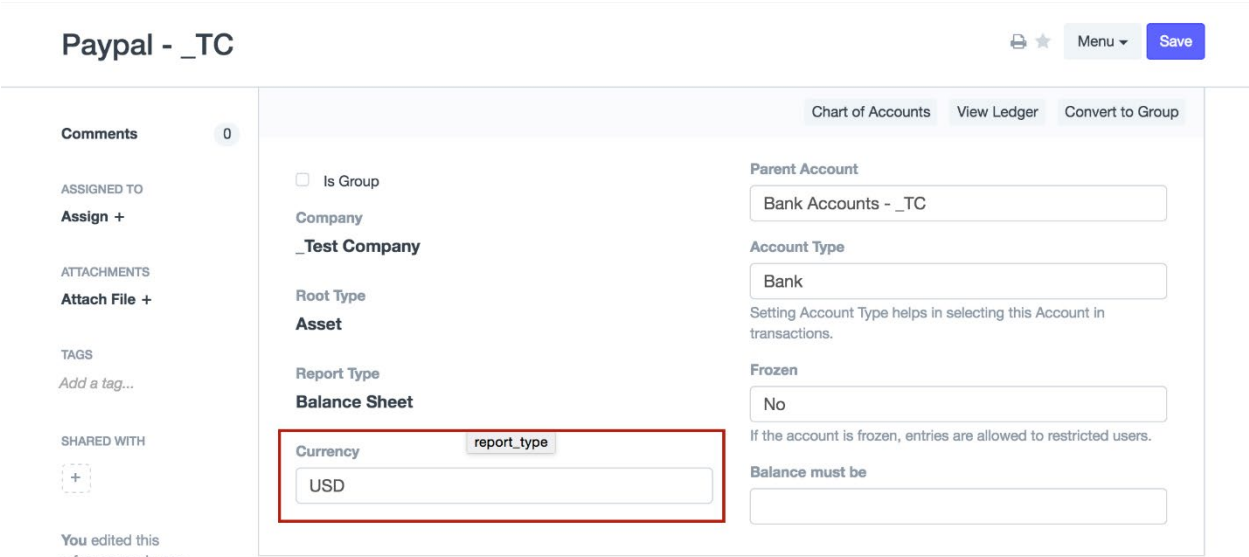 Paypal - _TC
Menu
Save
Comments 0
ASSIGNED TO
Assign +
ATTACHMENTS
Attach File +
TAGS
Add a tag...
SHARED WITH
+
You edited this
Chart of Accounts View Ledger Convert to Group
Is Group
Company
_Test Company
Root Type
Asset
Report Type
Balance Sheet
report_type
Currency
USD
Parent Account
Bank Accounts - _TC
Account Type
Bank
Setting Account Type helps in selecting this Account in
transactions.
Frozen
No
If the account is frozen, entries are allowed to restricted users.
Balance must be